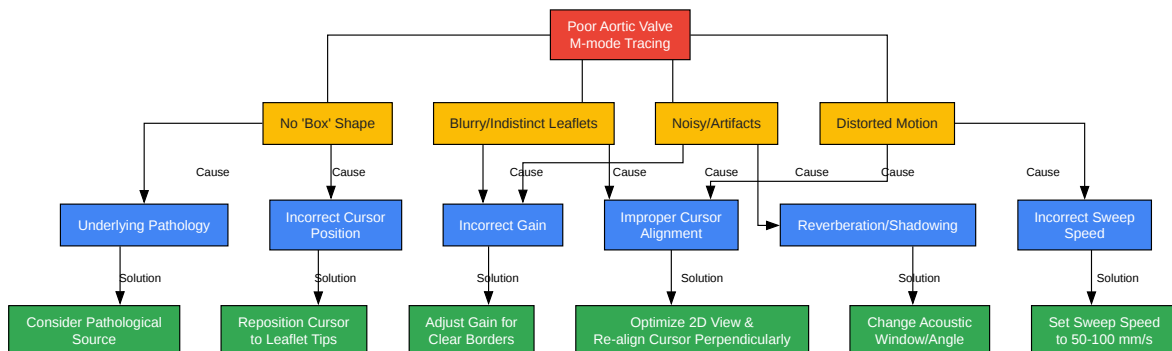 Poor Aortic Valve
M-mode Tracing
No 'Box' Shape
Blurry/Indistinct Leaflets
Noisy/Artifacts
Distorted Motion
Cause
Cause
Cause
Cause
Cause
Cause
Cause
Cause
Underlying Pathology
Incorrect Cursor
Position
Incorrect Gain
Improper Cursor
Alignment
Reverberation/Shadowing
Incorrect Sweep
Speed
Solution
Solution
Solution
Solution
Solution
Solution
Consider Pathological
Source
Reposition Cursor
to Leaflet Tips
Adjust Gain for
Clear Borders
Optimize 2D View &
Re-align Cursor Perpendicularly
Change Acoustic
Window/Angle
Set Sweep Speed
to 50-100 mm/s